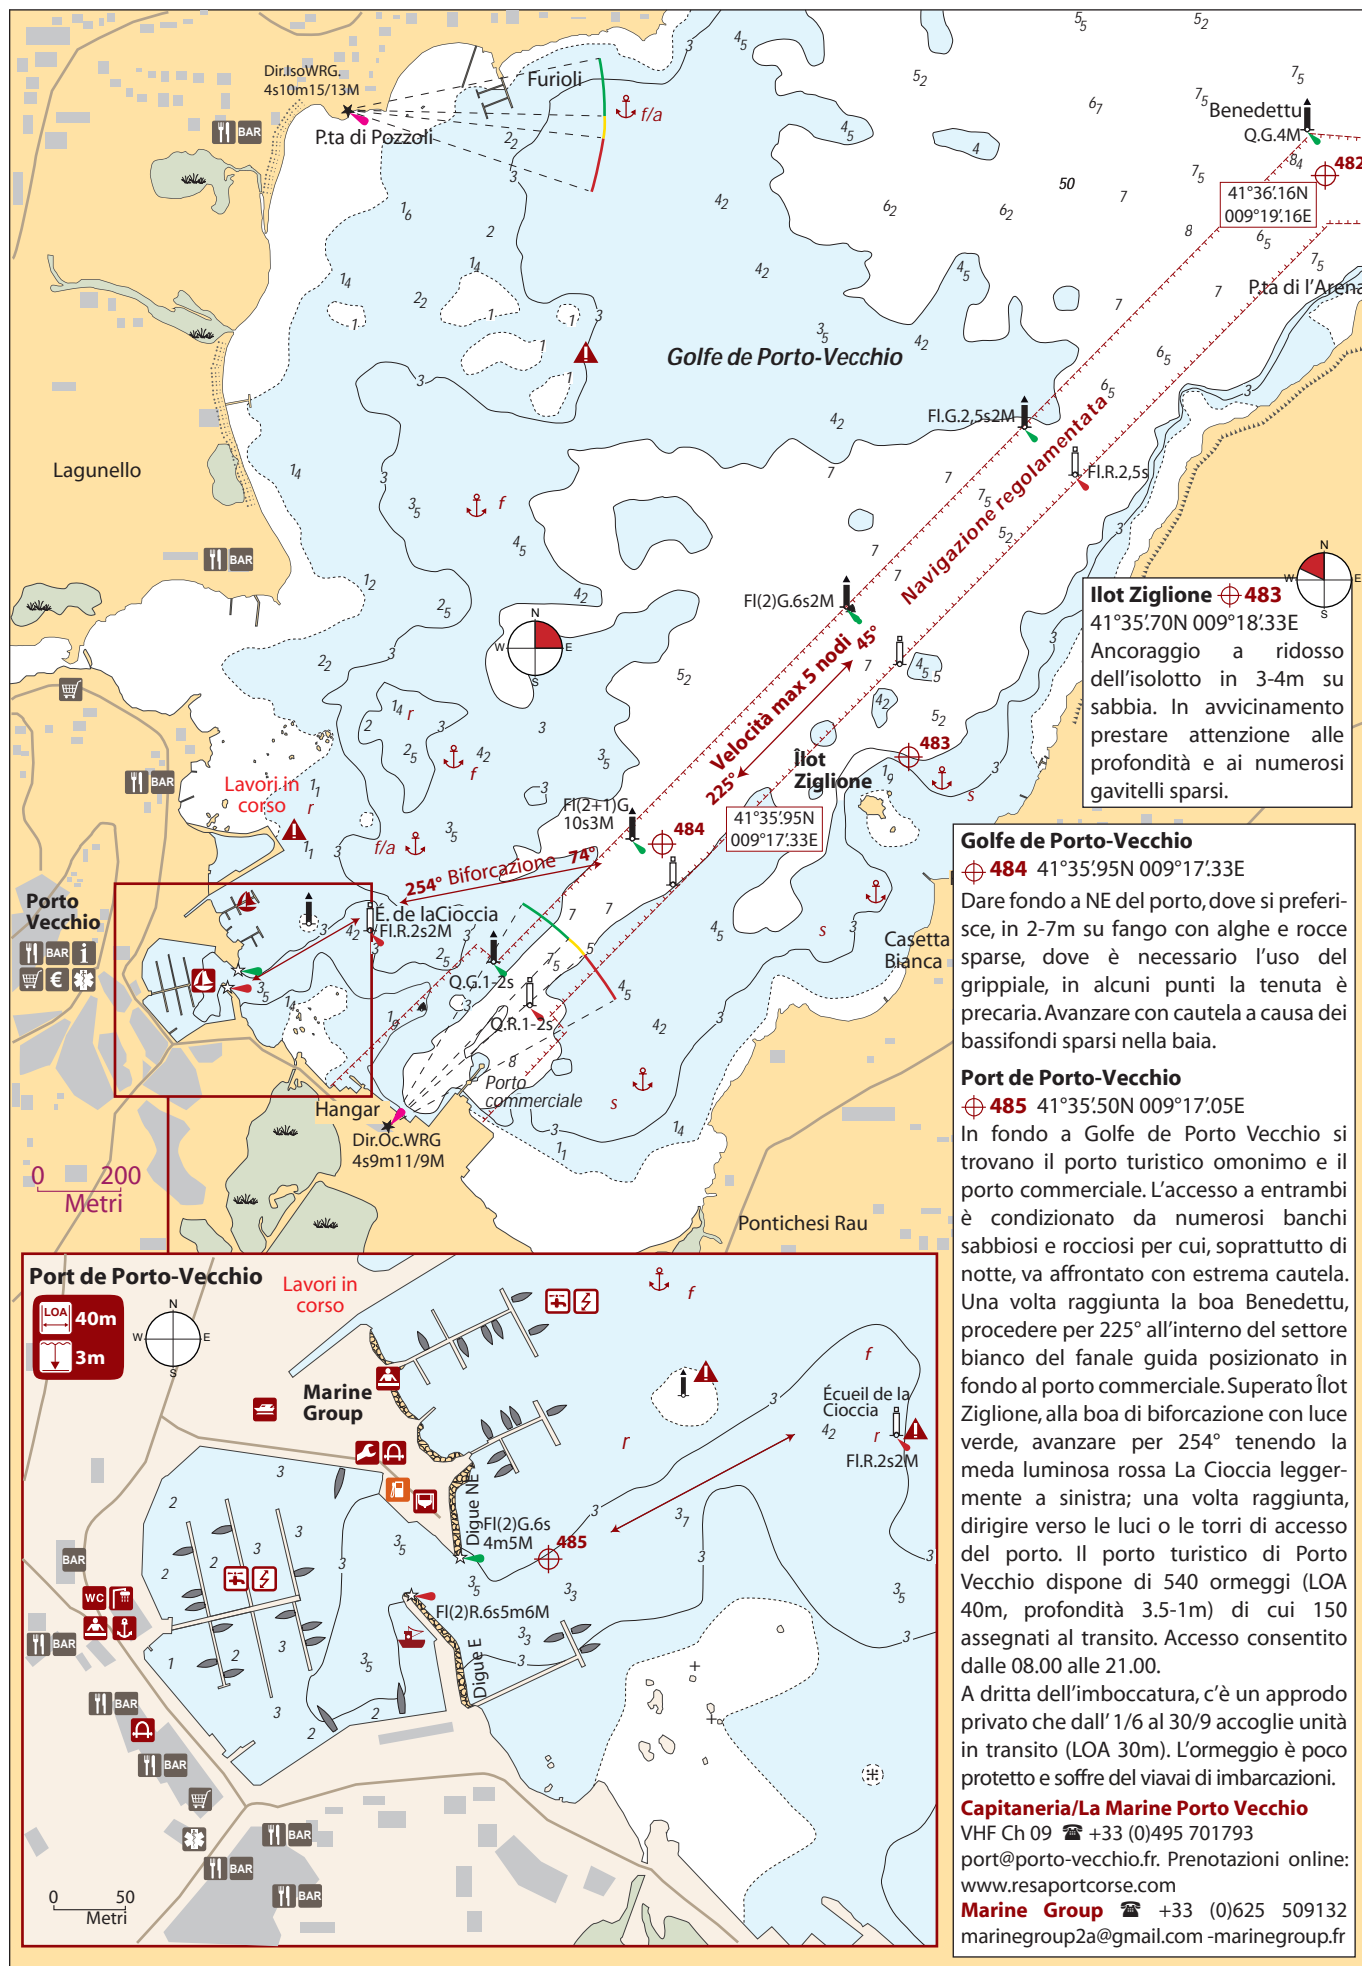 Dir.IsoWRG.
4s10m15/13M
P.ta di Pozzoli
Furioli
f/a
BAR
Benedettu
Q.G.4M
482
41°36'.16N
009°19'.16E
P.ta di l'Arena
50
Golfe de Porto-Vecchio
Lagunello
BAR
Fl.G.2,5s2M
Fl.R.2,5s
Navigazione regolamentata
Fl(2)G.6s2M
Velocità max 5 nodi
45°
225°
N
W E
S
N
W E
S
Îlot
Ziglione
483
41°35'.95N
009°17'.33E
Fl(2+1)G
10s3M
484
254° Biforcazione 74°
Lavori in
corso
r
f
f/a
BAR
Porto
Vecchio
BAR i
€
É. de laCioccia
Fl.R.2s2M
Q.G.1-2s
Q.R.1-2s
Casetta
Bianca
s
Porto
commerciale
Hangar
Dir.Oc.WRG
4s9m11/9M
0 200
Metri
Pontichesi Rau
Ilot Ziglione 483
41°35'.70N 009°18'.33E
Ancoraggio a ridosso
dell'isolotto in 3-4m su
sabbia. In avvicinamento
prestare attenzione alle
profondità e ai numerosi
gavitelli sparsi.
Golfe de Porto-Vecchio
484 41°35'.95N 009°17'.33E
Dare fondo a NE del porto, dove si preferi-
sce, in 2-7m su fango con alghe e rocce
sparse, dove è necessario l'uso del
grippiale, in alcuni punti la tenuta è
precaria. Avanzare con cautela a causa dei
bassifondi sparsi nella baia.
Port de Porto-Vecchio
485 41°35'.50N 009°17'.05E
In fondo a Golfe de Porto Vecchio si
trovano il porto turistico omonimo e il
porto commerciale. L'accesso a entrambi
è condizionato da numerosi banchi
sabbiosi e rocciosi per cui, soprattutto di
notte, va affrontato con estrema cautela.
Una volta raggiunta la boa Benedettu,
procedere per 225° all'interno del settore
bianco del fanale guida posizionato in
fondo al porto commerciale. Superato Îlot
Ziglione, alla boa di biforcazione con luce
verde, avanzare per 254° tenendo la
meda luminosa rossa La Cioccia legger-
mente a sinistra; una volta raggiunta,
dirigire verso le luci o le torri di accesso
del porto. Il porto turistico di Porto
Vecchio dispone di 540 ormeggi (LOA
40m, profondità 3.5-1m) di cui 150
assegnati al transito. Accesso consentito
dalle 08.00 alle 21.00.
A dritta dell'imboccatura, c'è un approdo
privato che dall' 1/6 al 30/9 accoglie unità
in transito (LOA 30m). L'ormeggio è poco
protetto e soffre del viavai di imbarcazioni.
Capitaneria/La Marine Porto Vecchio
VHF Ch 09 ☎ +33 (0)495 701793
port@porto-vecchio.fr. Prenotazioni online:
www.resaportcorse.com
Marine Group ☎ +33 (0)625 509132
marinegroup2a@gmail.com -marinegroup.fr
Port de Porto-Vecchio
LOA 40m
3m
N
W E
S
Lavori in
corso
Marine
Group
f
Écueil de la
Cioccia
r
Fl.R.2s2M
Digue NE
Fl(2)G.6s
4m5M
485
Fl(2)R.6s5m6M
Digue E
BAR
WC
BAR
BAR
BAR
BAR
BAR
BAR
0 50
Metri